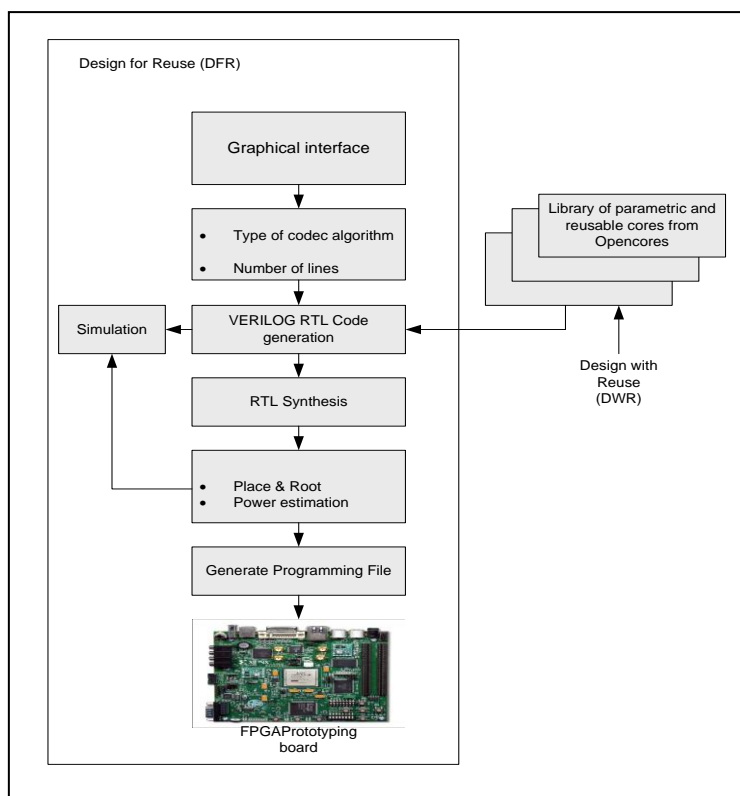 Design for Reuse (DFR)
Graphical interface
• Type of codec algorithm
• Number of lines
Simulation
VERILOG RTL Code
generation
Library of parametric and
reusable cores from
Opencores
Design with
Reuse
(DWR)
RTL Synthesis
• Place & Root
• Power estimation
Generate Programming File
FPGAPrototyping
board